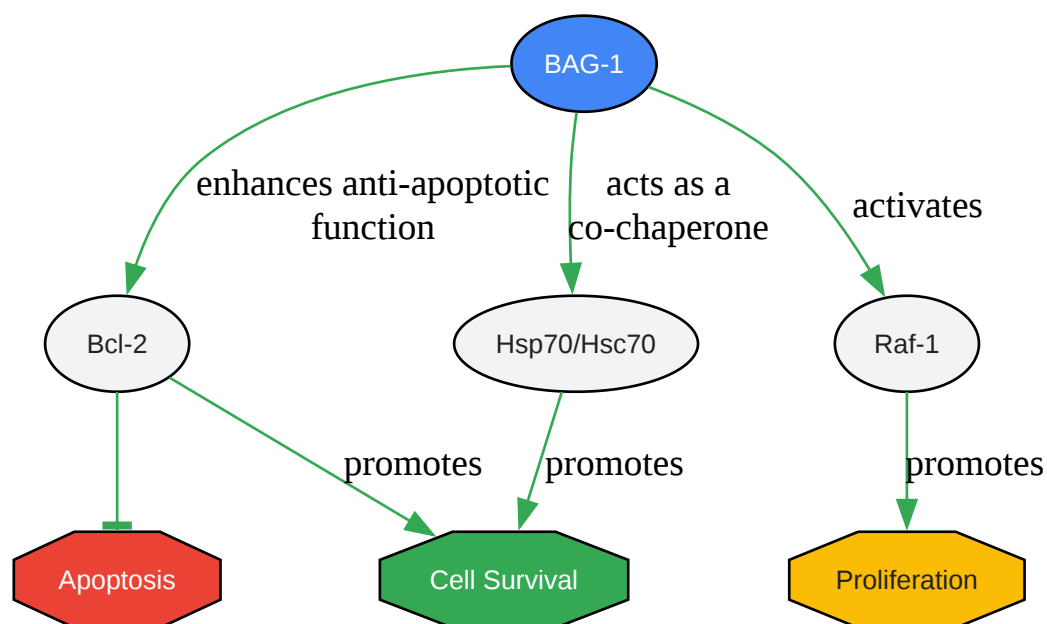 BAG-1
enhances anti-apoptotic
function
acts as a
co-chaperone
activates
Bcl-2
Hsp70/Hsc70
Raf-1
promotes
promotes
promotes
Apoptosis
Cell Survival
Proliferation